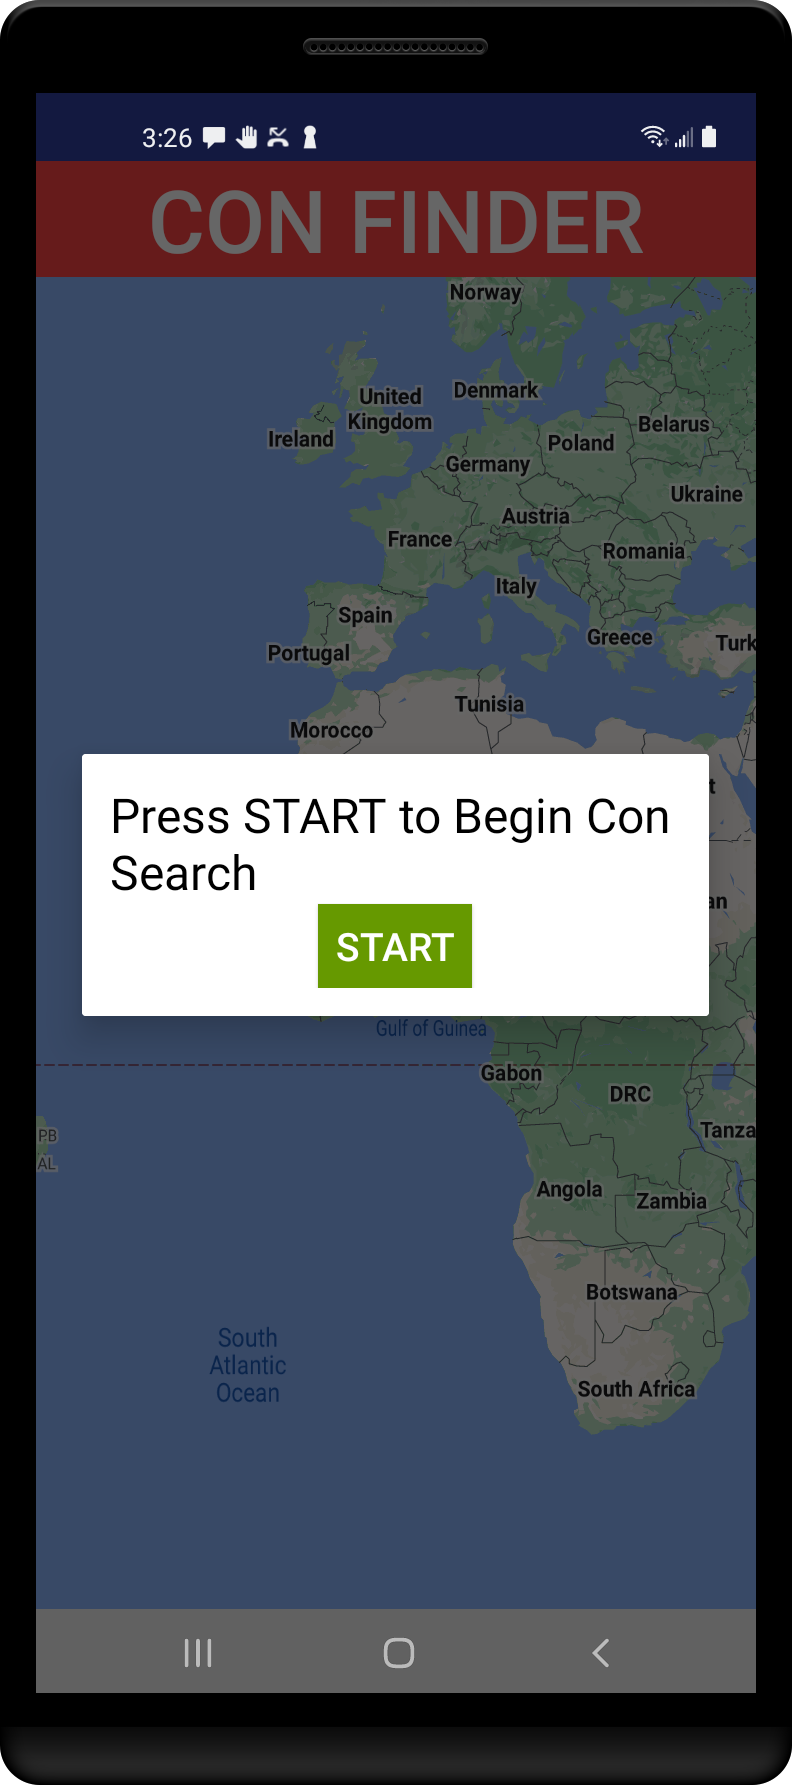 3:26
CON FINDER
Norway
United
Kingdom
Denmark
Ireland
Belarus
Poland
Germany
Ukraine
Austria
France
Romania
Italy
Spain
Greece
Portugal
Turk
Tunisia
Morocco
t
Press START to Begin Con
Search
an
START
Gulf of Guinea
Gabon
DRC
PB
Tanza
AL
Angola
Zambia
Botswana
South
Atlantic
Ocean
South Africa